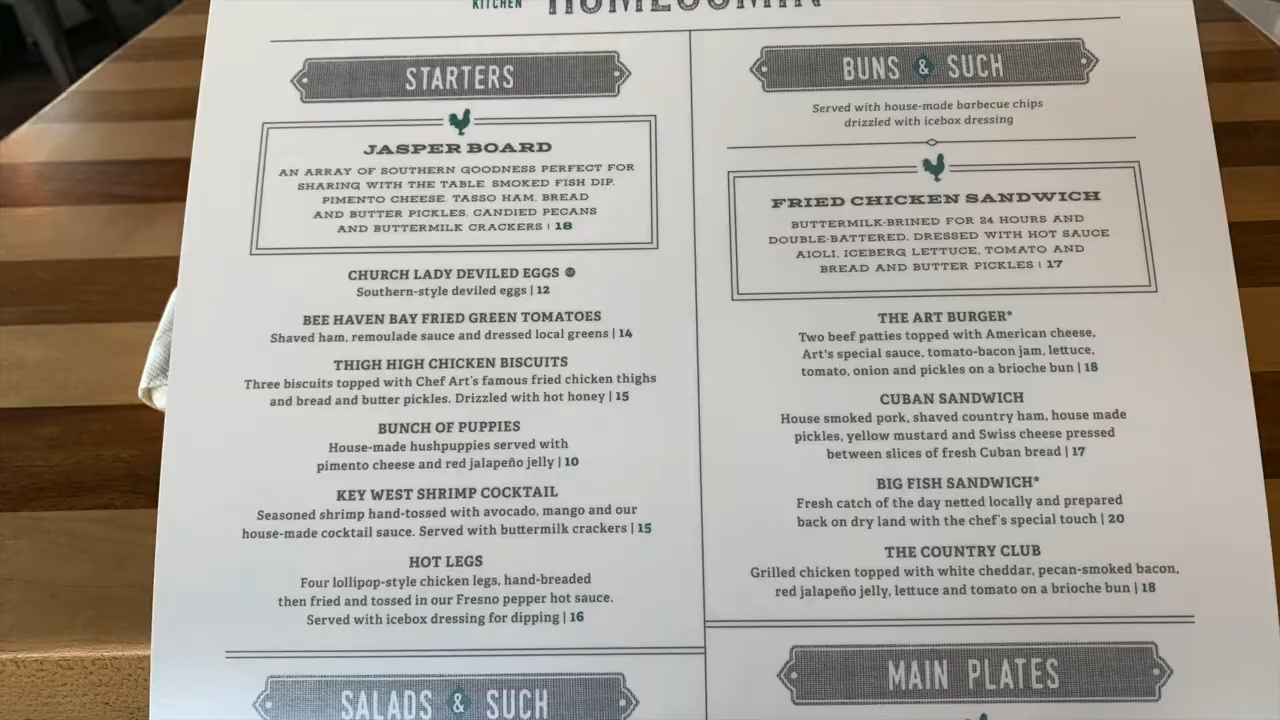 KITCHEN HOMECOMIN'
STARTERS
JASPER BOARD
AN ARRAY OF SOUTHERN GOODNESS PERFECT FOR
SHARING WITH THE TABLE. SMOKED FISH DIP,
PIMENTO CHEESE, TASSO HAM, BREAD
AND BUTTER PICKLES, CANDIED PECANS
AND BUTTERMILK CRACKERS | 18
CHURCH LADY DEVILED EGGS
Southern-style deviled eggs | 12
BEE HAVEN BAY FRIED GREEN TOMATOES
Shaved ham, remoulade sauce and dressed local greens | 14
THIGH HIGH CHICKEN BISCUITS
Three biscuits topped with Chef Art's famous fried chicken thighs
and bread and butter pickles. Drizzled with hot honey | 15
BUNCH OF PUPPIES
House-made hushpuppies served with
pimento cheese and red jalapeño jelly | 10
KEY WEST SHRIMP COCKTAIL
Seasoned shrimp hand-tossed with avocado, mango and our
house-made cocktail sauce. Served with buttermilk crackers | 15
HOT LEGS
Four lollipop-style chicken legs, hand-breaded
then fried and tossed in our Fresno pepper hot sauce.
Served with icebox dressing for dipping | 16
SALADS & SUCH
BUNS & SUCH
Served with house-made barbecue chips
drizzled with icebox dressing
FRIED CHICKEN SANDWICH
BUTTERMILK-BRINED FOR 24 HOURS AND
DOUBLE-BATTERED, DRESSED WITH HOT SAUCE
AIOLI, ICEBERG LETTUCE, TOMATO AND
BREAD AND BUTTER PICKLES | 17
THE ART BURGER*
Two beef patties topped with American cheese,
Art's special sauce, tomato-bacon jam, lettuce,
tomato, onion and pickles on a brioche bun | 18
CUBAN SANDWICH
House smoked pork, shaved country ham, house made
pickles, yellow mustard and Swiss cheese pressed
between slices of fresh Cuban bread | 17
BIG FISH SANDWICH*
Fresh catch of the day netted locally and prepared
back on dry land with the chef's special touch | 20
THE COUNTRY CLUB
Grilled chicken topped with white cheddar, pecan-smoked bacon,
red jalapeño jelly, lettuce and tomato on a brioche bun | 18
MAIN PLATES